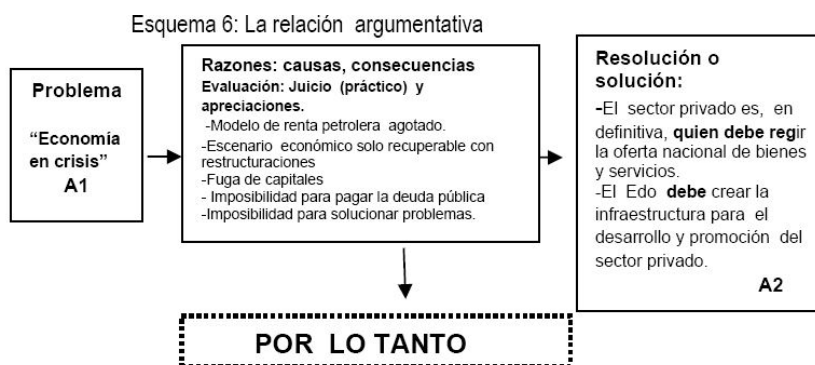 Esquema 6: La relación argumentativa
Problema
“Economía
en crisis”
A1
Razones: causas, consecuencias
Evaluación: Juicio (práctico) y
apreciaciones.
-Modelo de renta petrolera agotado.
-Escenario económico solo recuperable con
restructuraciones
-Fuga de capitales
- Imposibilidad para pagar la deuda pública
-Imposibilidad para solucionar problemas.
Resolución o
solución:
-El sector privado es, en
definitiva, quien debe regir
la oferta nacional de bienes
y servicios.
-El Edo debe crear la
infraestructura para el
desarrollo y promoción del
sector privado.
A2
POR LO TANTO